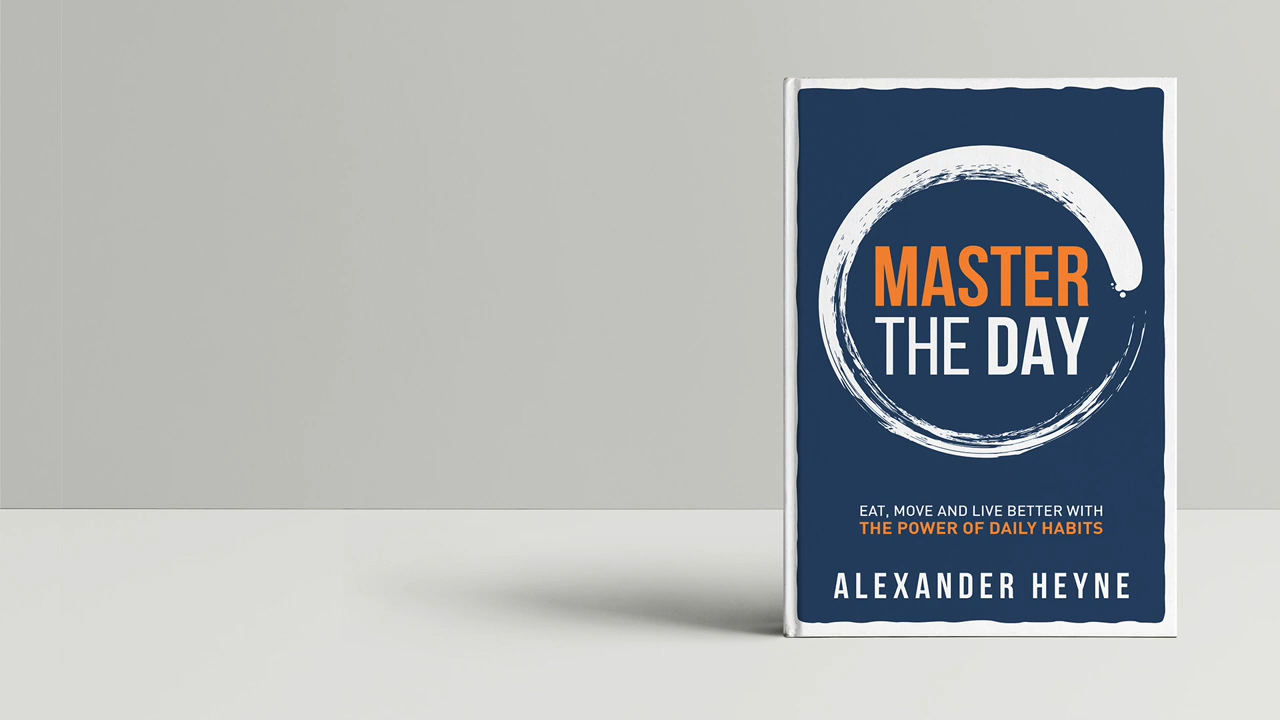 MASTER
THE DAY
EAT, MOVE AND LIVE BETTER WITH
THE POWER OF DAILY HABITS
ALEXANDER HEYNE